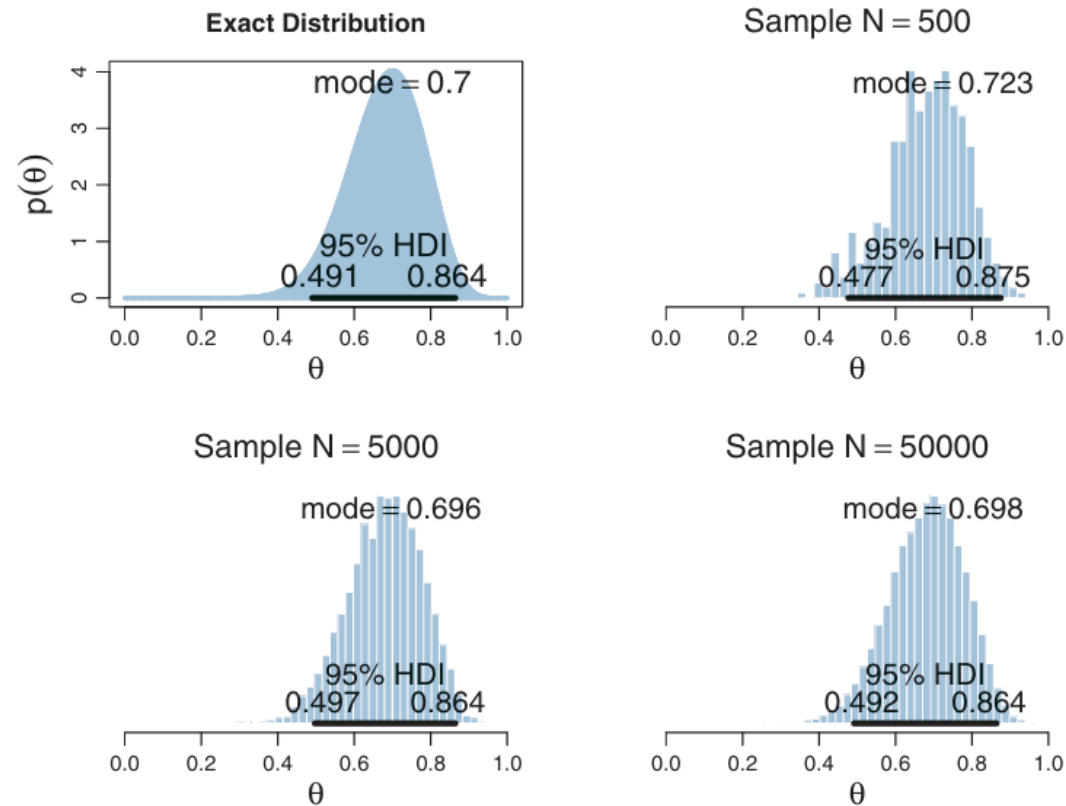 Exact Distribution
mode = 0.7
95% HDI
0.491 0.864
p(θ)
0 1 2 3 4
0.0 0.2 0.4 0.6 0.8 1.0
θ
Sample N = 500
mode = 0.723
95% HDI
0.477 0.875
0.0 0.2 0.4 0.6 0.8 1.0
θ
Sample N = 5000
mode = 0.696
95% HDI
0.497 0.864
0.0 0.2 0.4 0.6 0.8 1.0
θ
Sample N = 50000
mode = 0.698
95% HDI
0.492 0.864
0.0 0.2 0.4 0.6 0.8 1.0
θ